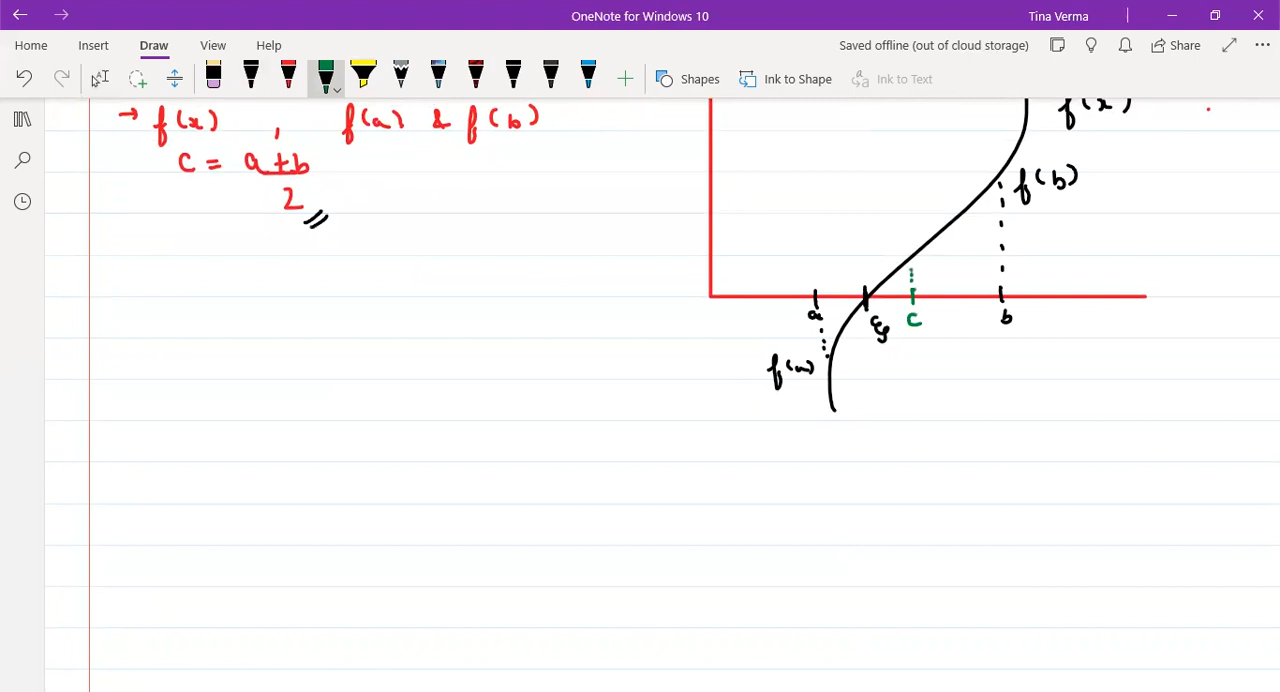 OneNote for Windows 10
Tina Verma
Home Insert Draw View Help
Saved offline (out of cloud storage)
Share
Shapes
Ink to Shape
Ink to Text
→ f(x) , f(a) & f(b)
c = a+b
2
f(x)
f(b)
a
ξ
c
b
f(a)